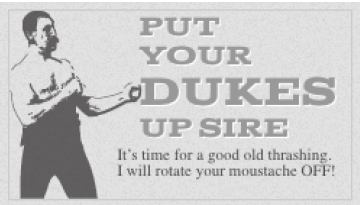 PUT
YOUR
DUKES
UP SIRE
It's time for a good old thrashing.
I will rotate your moustache OFF!